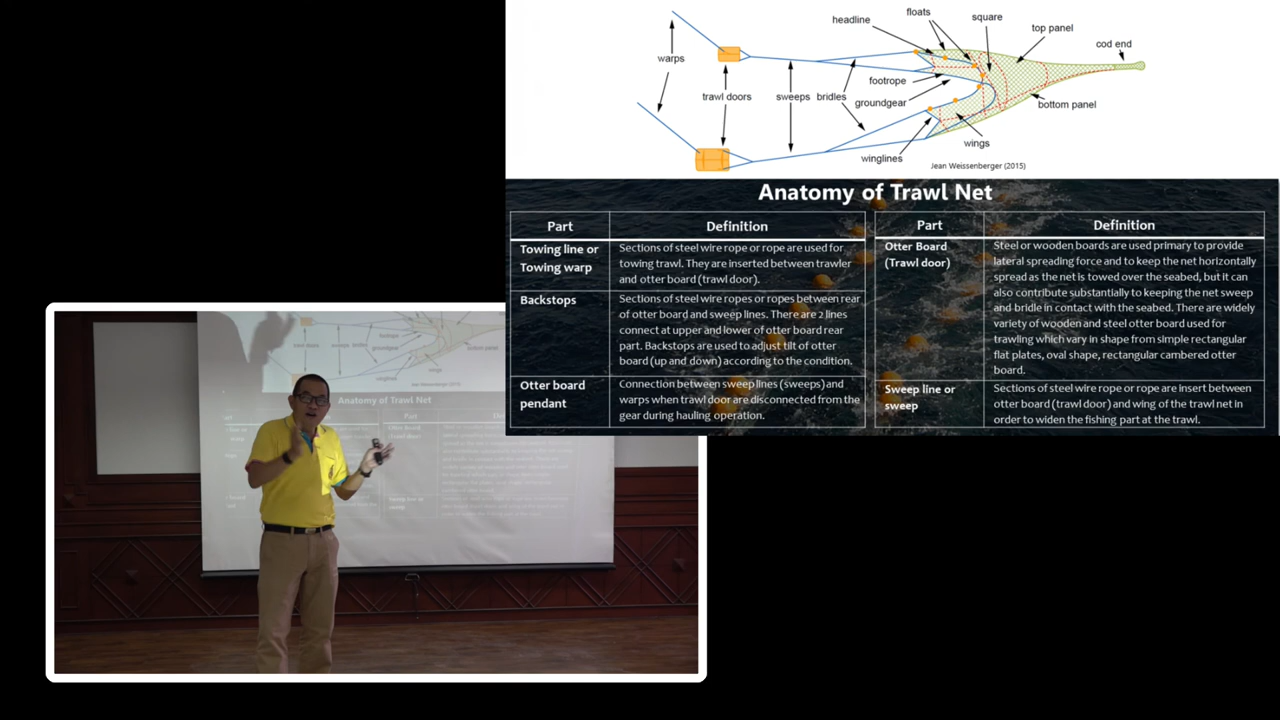 floats
headline
square
top panel
cod end
warps
footrope
trawl doors
sweeps
bridles
groundgear
bottom panel
wings
winglines
Jean Weissenberger (2015)
Anatomy of Trawl Net
Part
Definition
Towing line or
Towing warp
Sections of steel wire rope or rope are used for
towing trawl. They are inserted between trawler
and otter board (trawl door).
Backstops
Sections of steel wire ropes or ropes between rear
of otter board and sweep lines. There are 2 lines
connect at upper and lower of otter board rear
part. Backstops are used to adjust tilt of otter
board (up and down) according to the condition.
Otter board
pendant
Connection between sweep lines (sweeps) and
warps when trawl door are disconnected from the
gear during hauling operation.
Part
Definition
Otter Board
(Trawl door)
Steel or wooden boards are used primary to provide
lateral spreading force and to keep the net horizontally
spread as the net is towed over the seabed, but it can
also contribute substantially to keeping the net sweep
and bridle in contact with the seabed. There are widely
variety of wooden and steel otter board used for
trawling which vary in shape from simple rectangular
flat plates, oval shape, rectangular cambered otter
board.
Sweep line or
sweep
Sections of steel wire rope or rope are insert between
otter board (trawl door) and wing of the trawl net in
order to widen the fishing part at the trawl.
Anatomy of Trawl Net